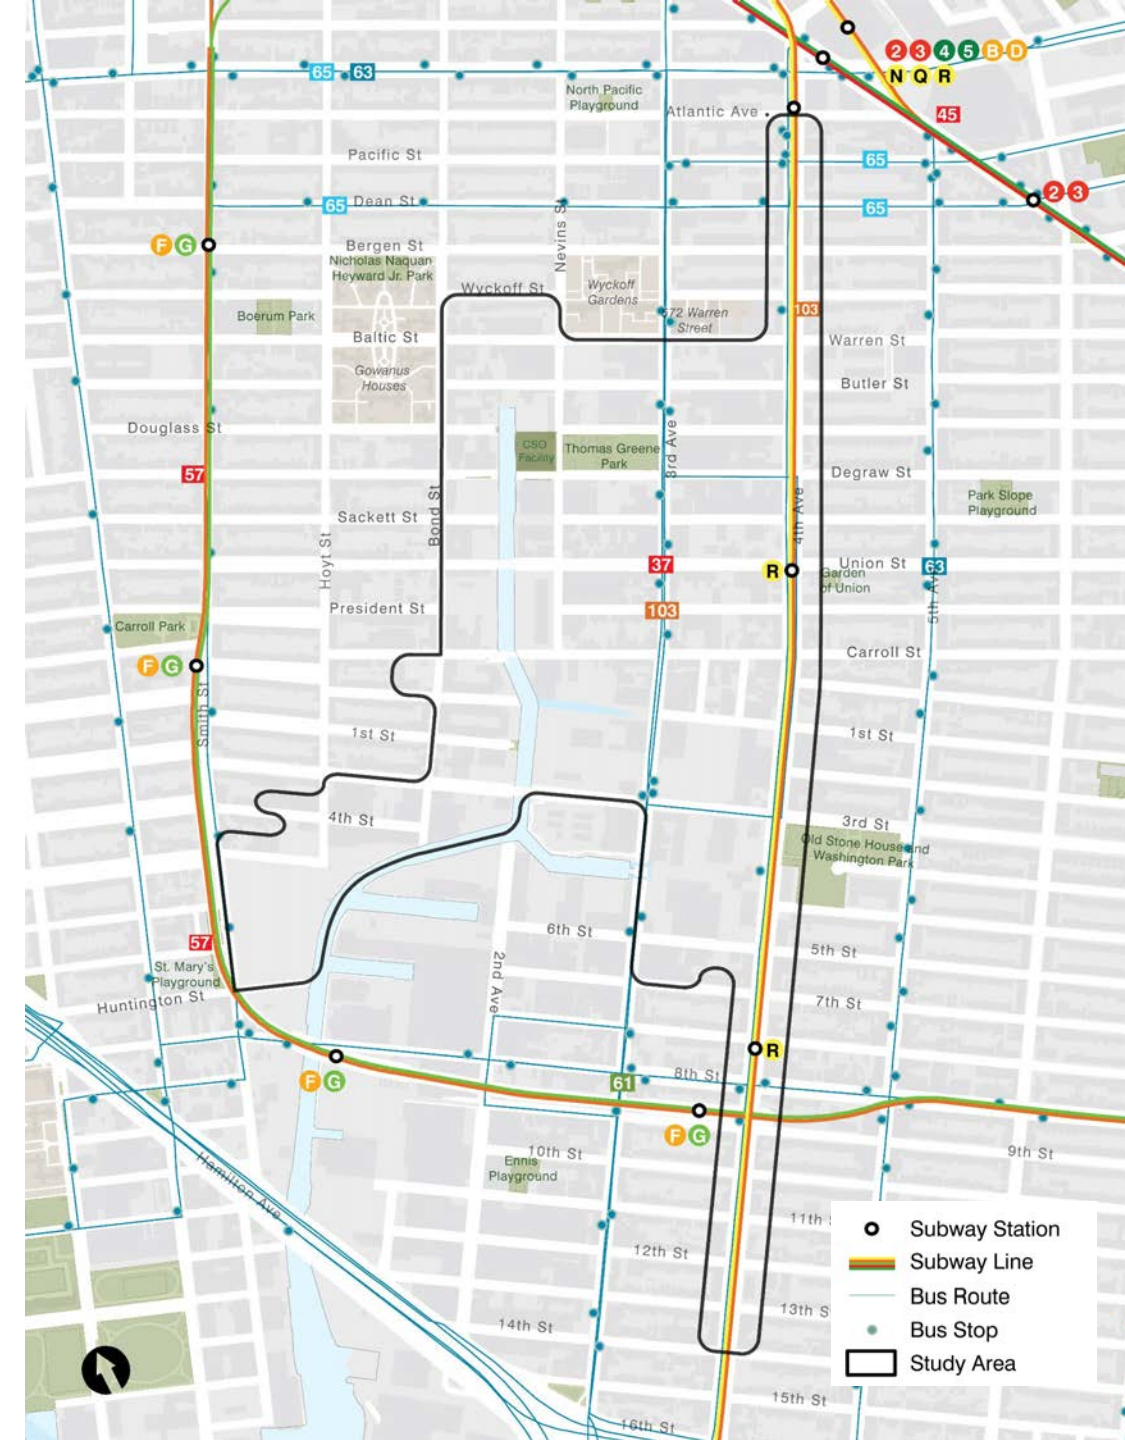 2 3 4 5 B D
65 63
N Q R
North Pacific
Playground
Atlantic Ave
45
Pacific St
65
2 3
65
Dean St
65
Nevins St
F G
Bergen St
Nicholas Naquan
Heyward Jr. Park
Wyckoff St
Wyckoff
Gardens
572 Warren
Street
103
Boerum Park
Baltic St
Warren St
Gowanus
Houses
Butler St
Douglass St
CSO
Facility
Thomas Greene
Park
3rd Ave
57
Degraw St
Park Slope
Playground
Bond St
4th Ave
Sackett St
Hoyt St
37
R
Union St
63
Garden
of Union
5th Ave
President St
103
Carroll Park
Carroll St
F G
Smith St
1st St
1st St
4th St
3rd St
Old Stone House and
Washington Park
6th St
57
5th St
St. Mary's
Playground
2nd Ave
Huntington St
7th St
R
F G
61
8th St
F G
10th St
9th St
Ennis
Playground
Hamilton Ave
11th
12th St
13th S
14th St
15th St
16th St
Subway Station
Subway Line
Bus Route
Bus Stop
Study Area